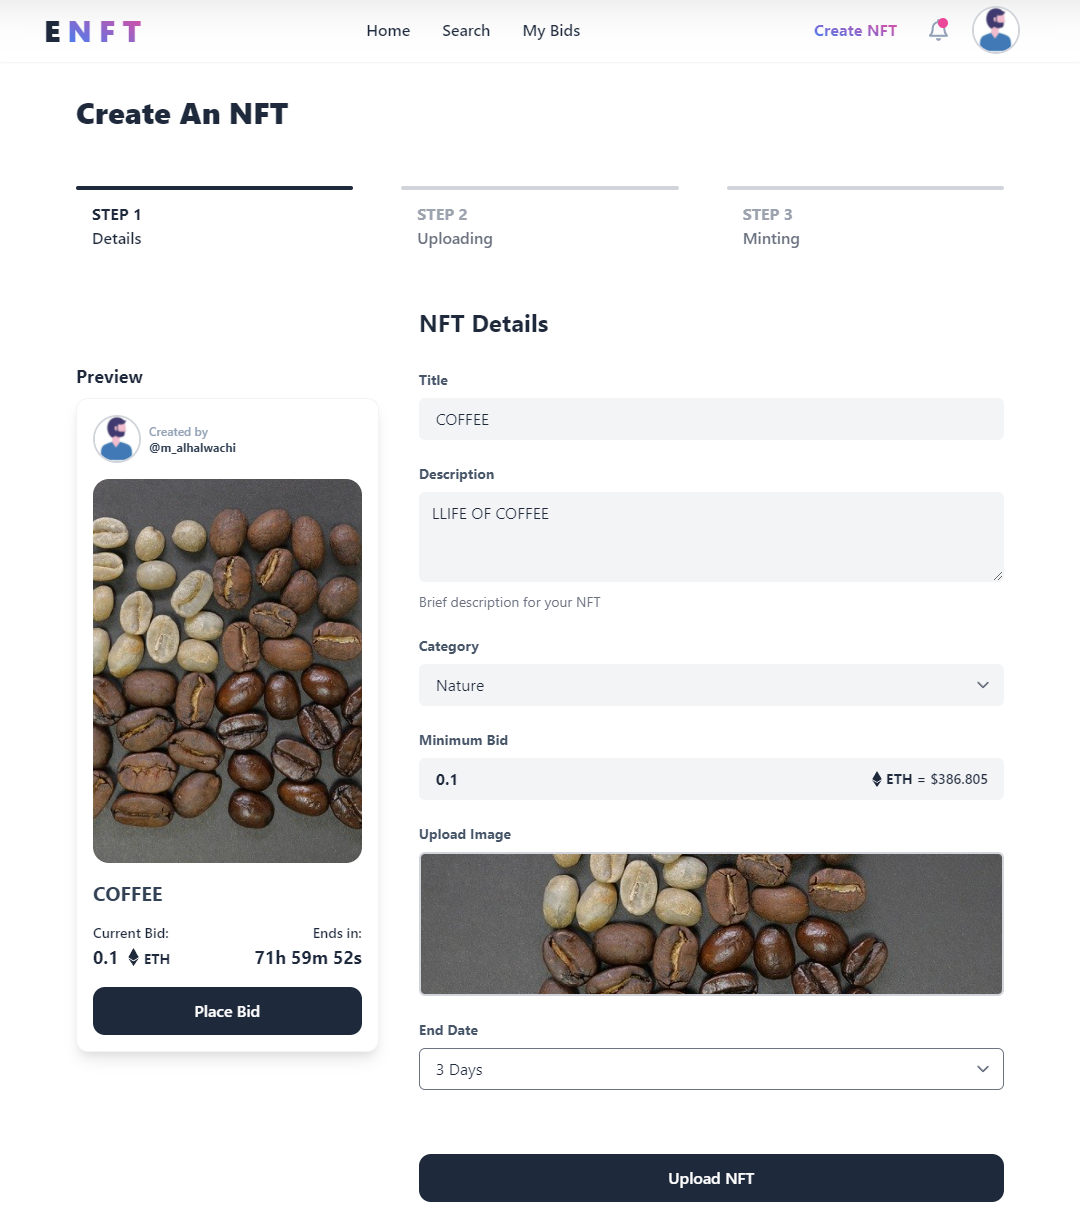 ENFT
Home Search My Bids Create NFT
Create An NFT
STEP 1
Details
STEP 2
Uploading
STEP 3
Minting
Preview
Created by
@m_alhalwachi
COFFEE
Current Bid: Ends in:
0.1 ETH 71h 59m 52s
Place Bid
NFT Details
Title
COFFEE
Description
LLIFE OF COFFEE
Brief description for your NFT
Category
Nature
Minimum Bid
0.1 ETH = $386.805
Upload Image
End Date
3 Days
Upload NFT